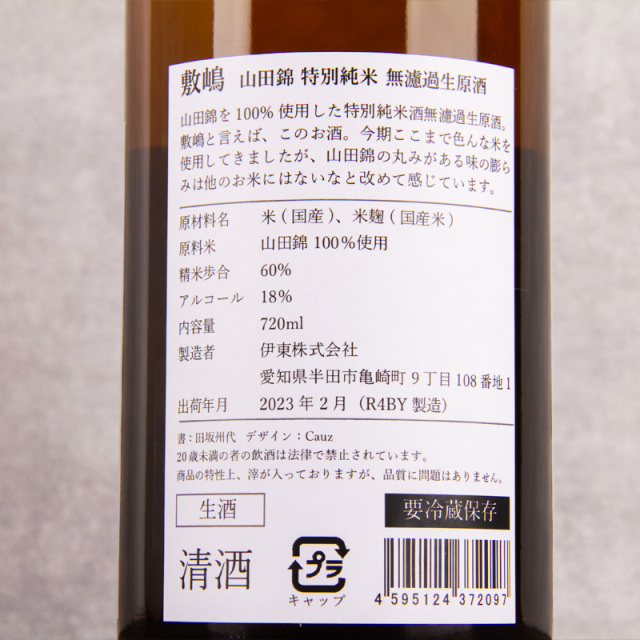 敷嶋 山田錦 特別純米 無濾過生原酒
山田錦を100%使用した特別純米酒無濾過生原酒。
敷嶋と言えば、このお酒。今期ここまで色んな米を
使用してきましたが、山田錦の丸みがある味の膨ら
みは他のお米にはないなと改めて感じています。
原材料名 米(国産)、米麹(国産米)
原料米 山田錦100%使用
精米歩合 60%
アルコール 18%
内容量 720ml
製造者 伊東株式会社
愛知県半田市亀崎町9丁目108番地1
出荷年月 2023年2月(R4BY製造)
書:田坂州代 デザイン:Cauz
20歳未満の者の飲酒は法律で禁止されています。
商品の特性上、滓が入っておりますが、品質に問題はありません。
生酒 要冷蔵保存
清酒
プラ
キャップ
4 595124 372097